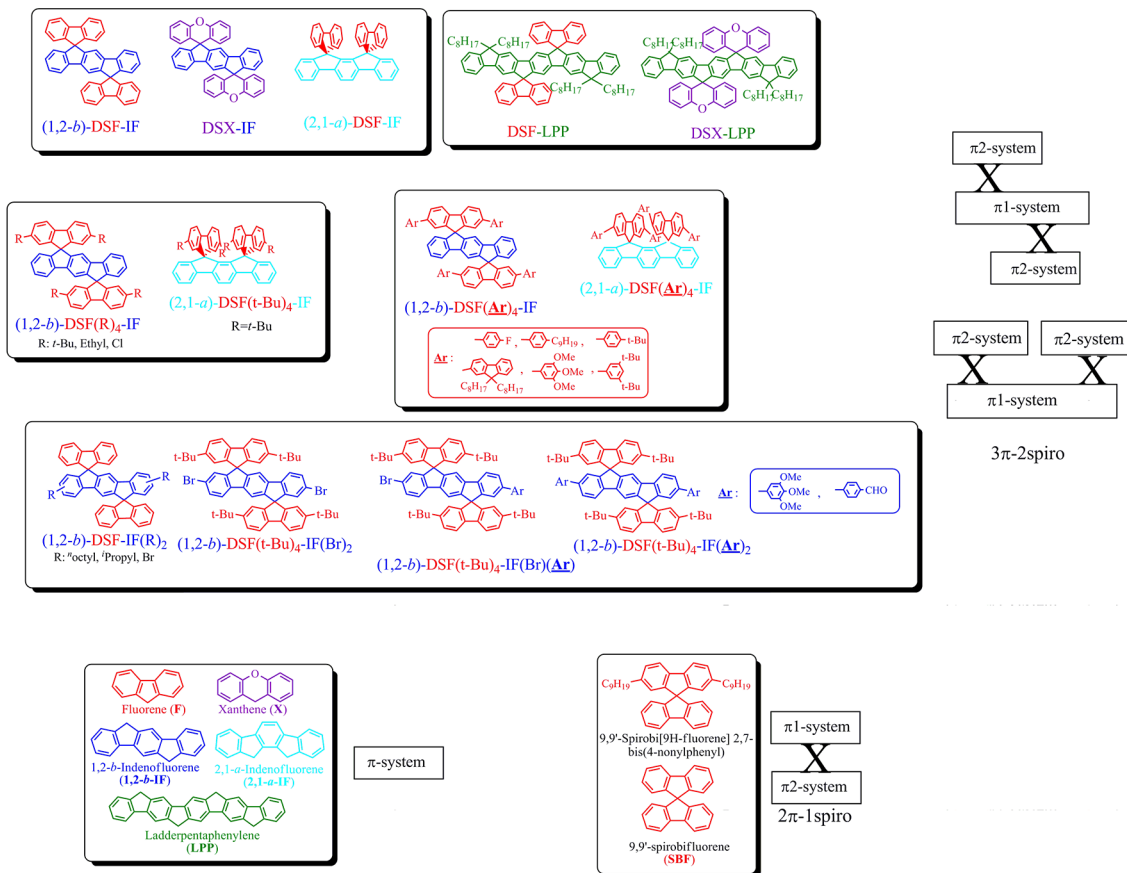 O
O
(1,2-b)-DSF-IF
DSX-IF
(2,1-a)-DSF-IF
C8H17 C8H17
C8H17
C8H17
DSF-LPP
C8H17 C8H17
O
O
C8H17 C8H17
DSX-LPP
π2-system
π1-system
π2-system
R R
R R
(1,2-b)-DSF(R)4-IF
R: t-Bu, Ethyl, Cl
R R R R
(2,1-a)-DSF(t-Bu)4-IF
R=t-Bu
Ar Ar
Ar Ar
(1,2-b)-DSF(Ar)4-IF
Ar
Ar Ar Ar
(2,1-a)-DSF(Ar)4-IF
Ar :
F , C9H19 , t-Bu
C8H17 C8H17 ,
OMe
OMe ,
OMe
t-Bu
t-Bu
π2-system π2-system
π1-system
3π-2spiro
R
R
(1,2-b)-DSF-IF(R)2
R: noctyl, iPropyl, Br
t-Bu t-Bu
Br
Br
t-Bu t-Bu
(1,2-b)-DSF(t-Bu)4-IF(Br)2
t-Bu t-Bu
Br
Ar
t-Bu t-Bu
(1,2-b)-DSF(t-Bu)4-IF(Br)(Ar)
t-Bu t-Bu
Ar
Ar
t-Bu t-Bu
(1,2-b)-DSF(t-Bu)4-IF(Ar)2
Ar :
OMe
OMe ,
OMe
CHO
Fluorene (F)
O
Xanthene (X)
1,2-b-Indenofluorene
(1,2-b-IF)
2,1-a-Indenofluorene
(2,1-a-IF)
Ladderpentaphenylene
(LPP)
π-system
C9H19 C9H19
9,9'-Spirobi[9H-fluorene] 2,7-
bis(4-nonylphenyl)
9,9'-spirobifluorene
(SBF)
π1-system
π2-system
2π-1spiro